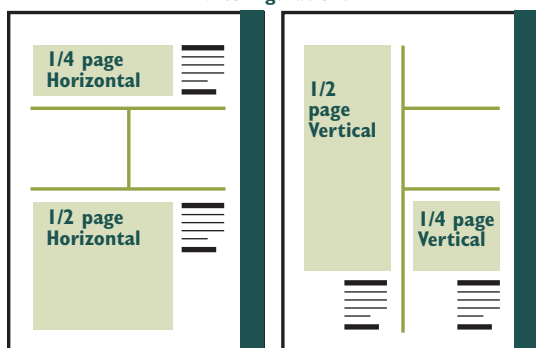 1/4 page
Horizontal
1/2 page
Horizontal
1/2
page
Vertical
1/4 page
Vertical